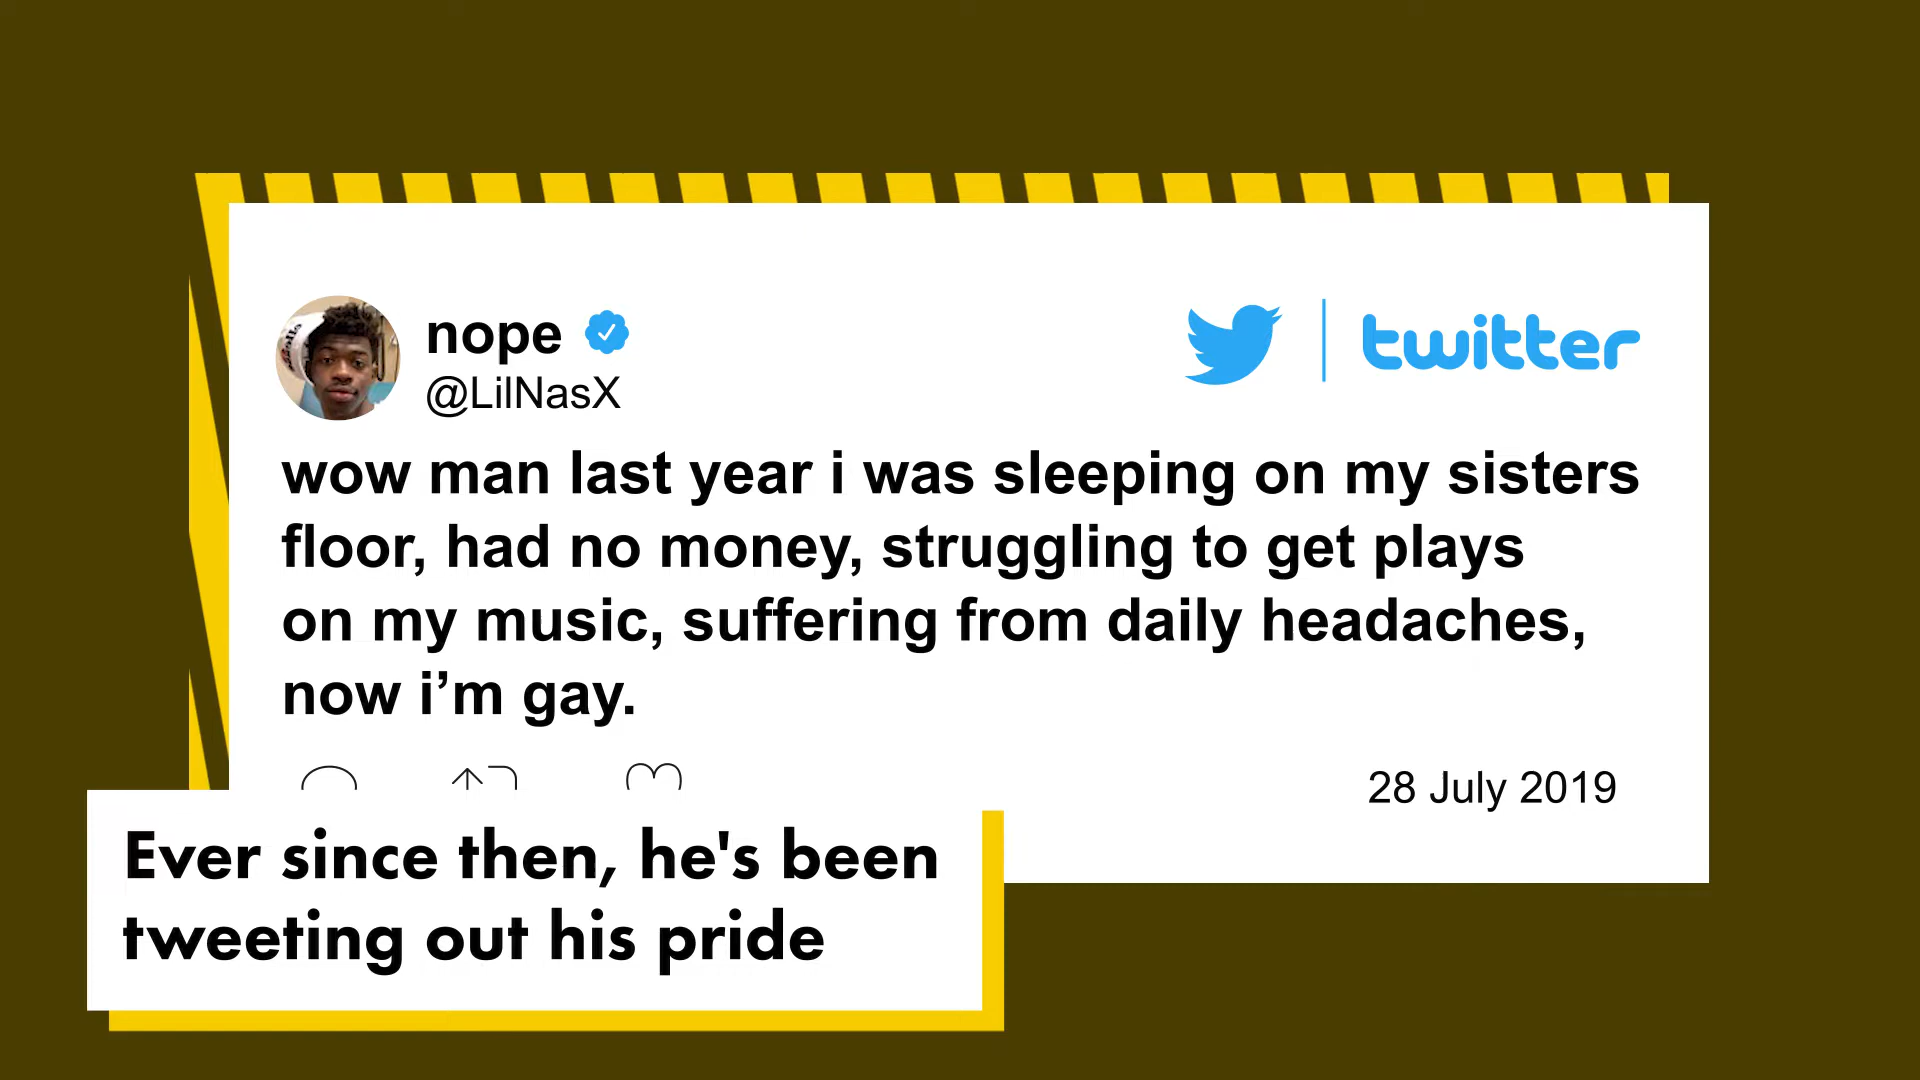 nope
@LilNasX
twitter
wow man last year i was sleeping on my sisters
floor, had no money, struggling to get plays
on my music, suffering from daily headaches,
now i’m gay.
28 July 2019
Ever since then, he's been
tweeting out his pride